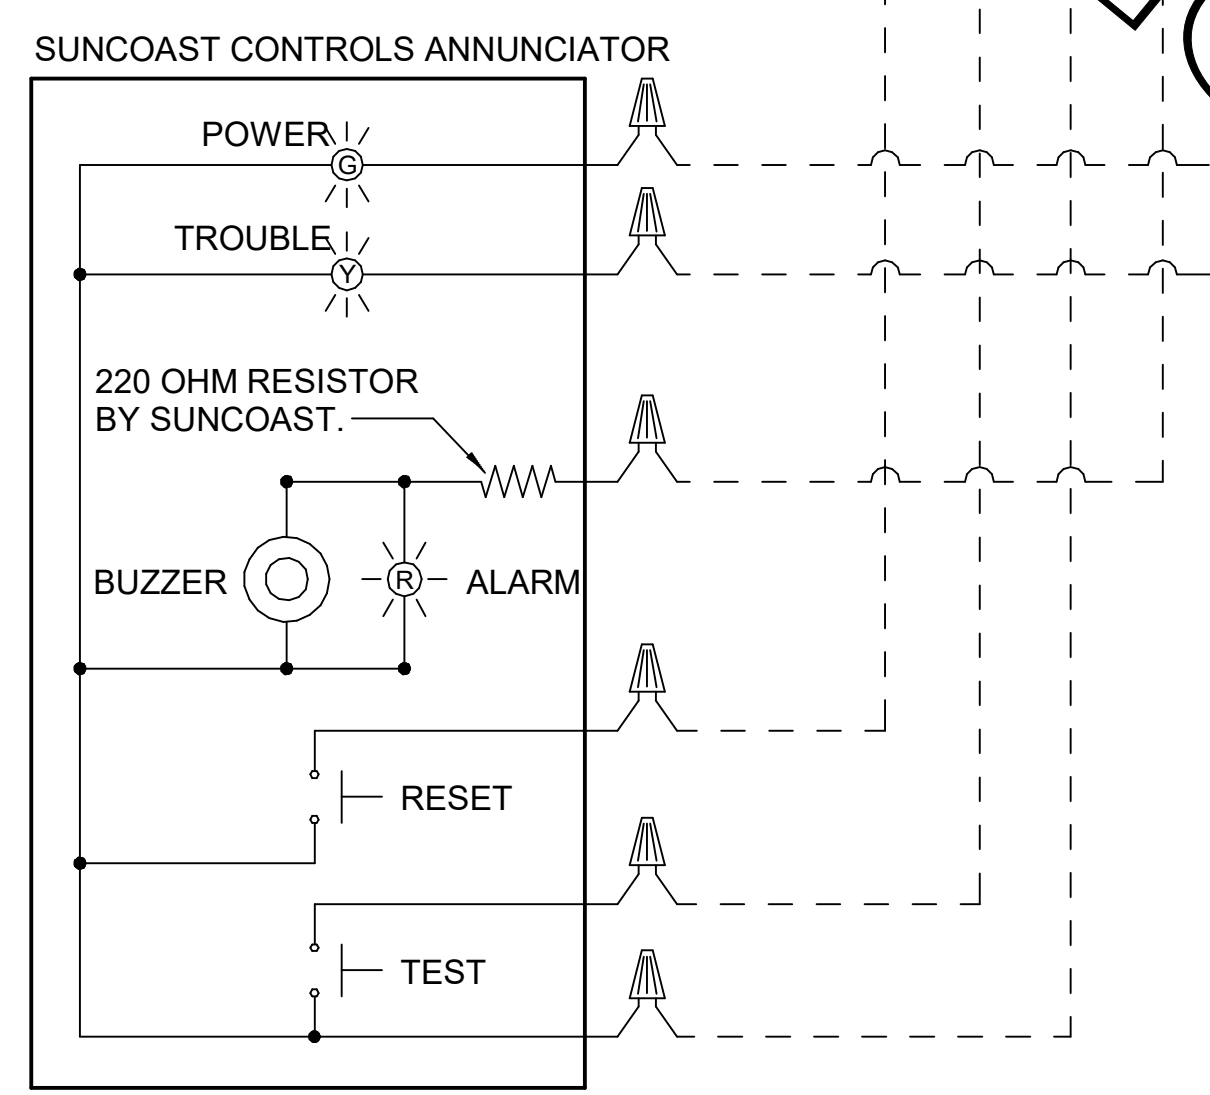 SUNCOAST CONTROLS ANNUNCIATOR
POWER
G
TROUBLE
Y
220 OHM RESISTOR
BY SUNCOAST.
BUZZER
R
ALARM
RESET
TEST